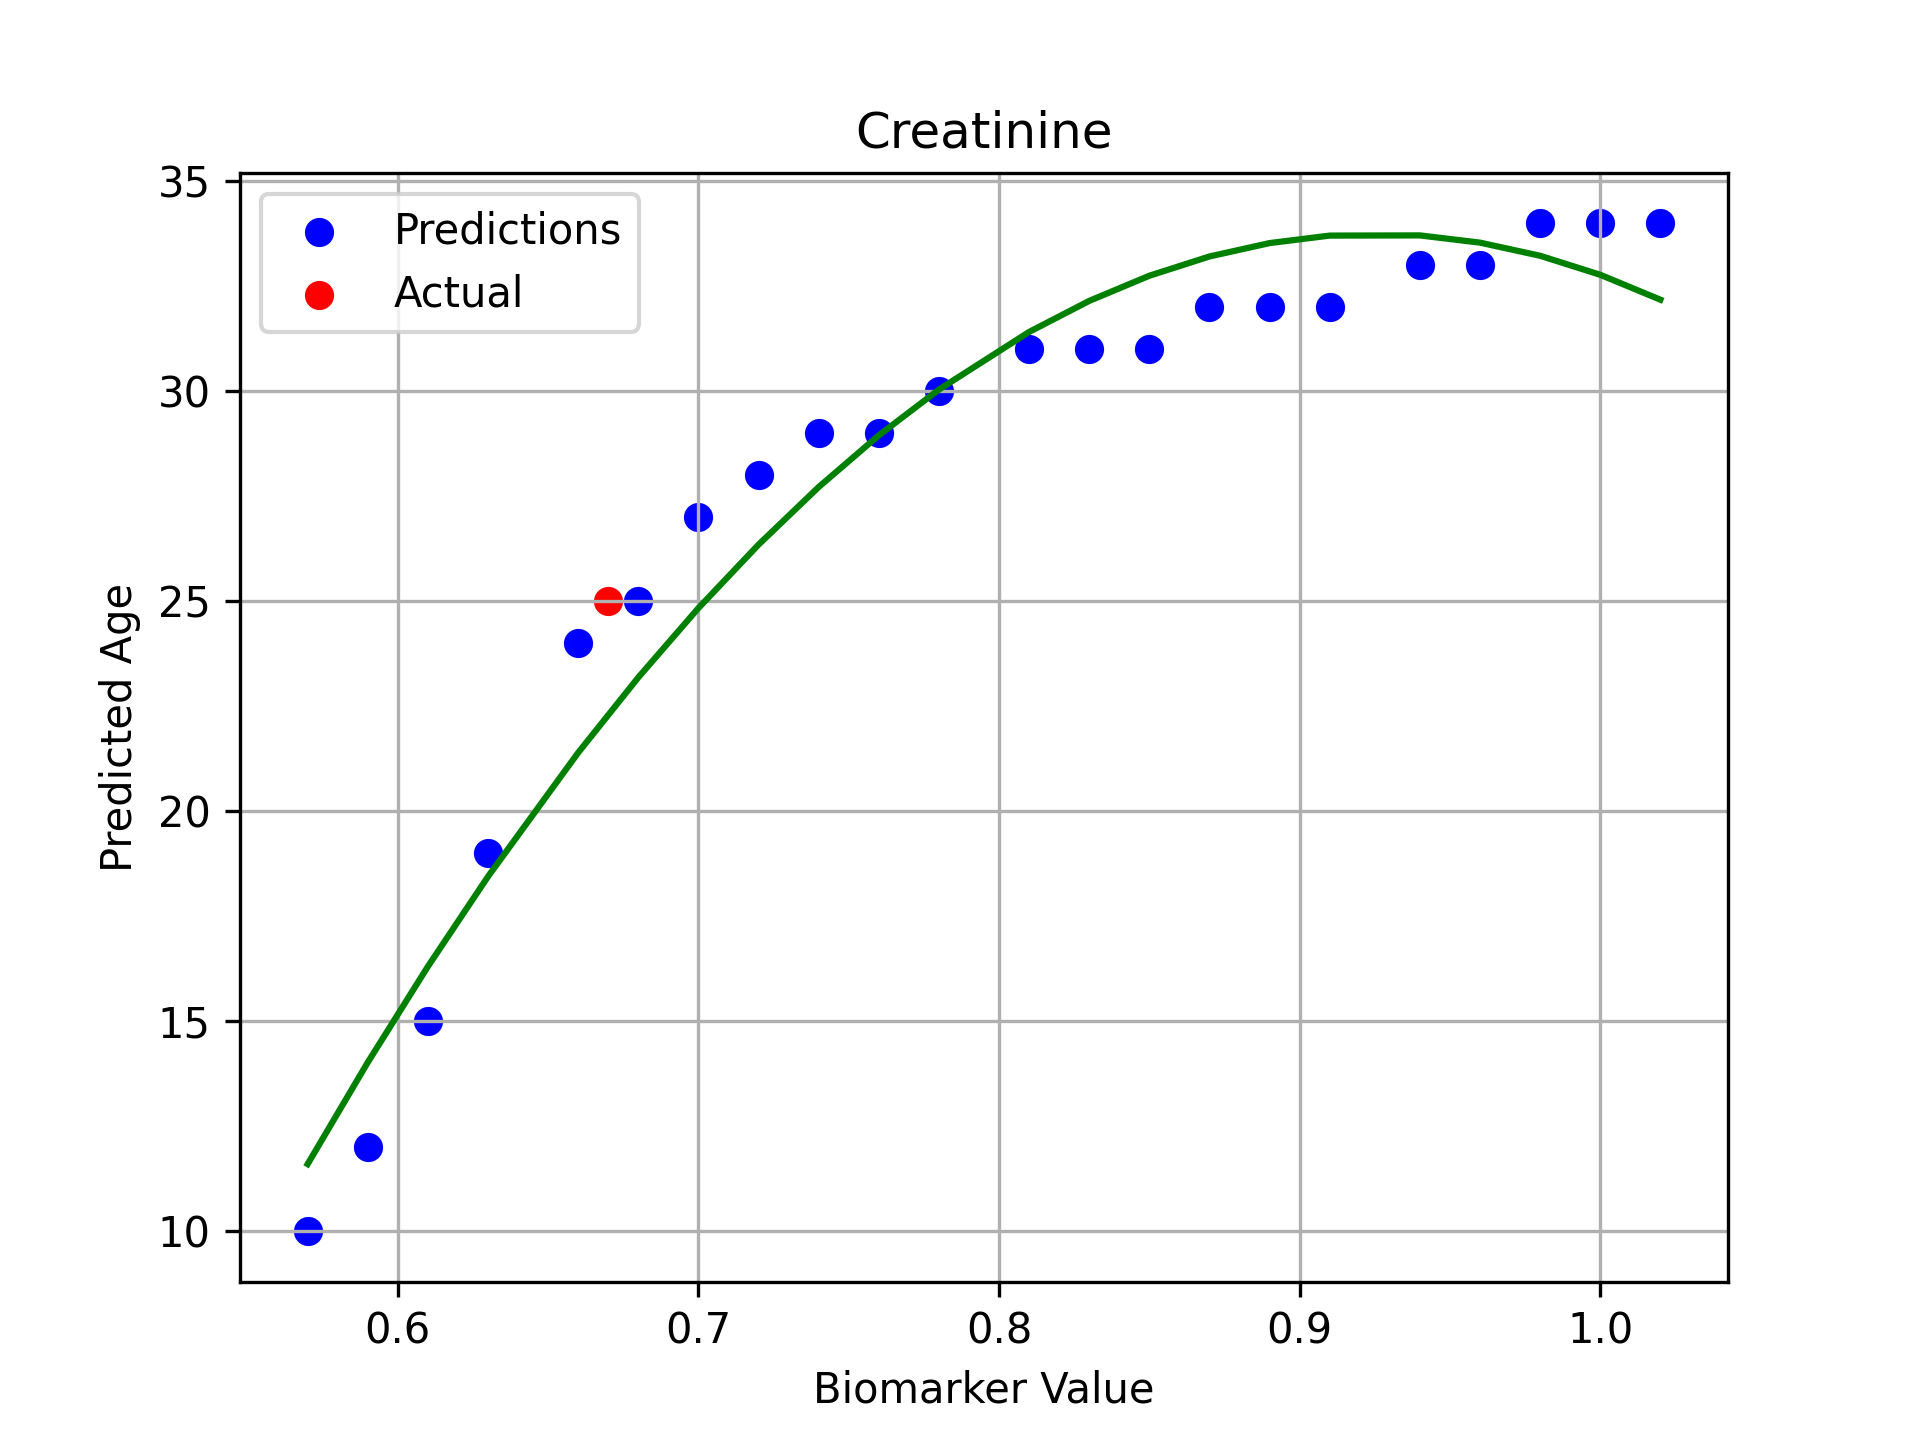 Creatinine
Predictions
Actual
Predicted Age
35
30
25
20
15
10
0.6 0.7 0.8 0.9 1.0
Biomarker Value